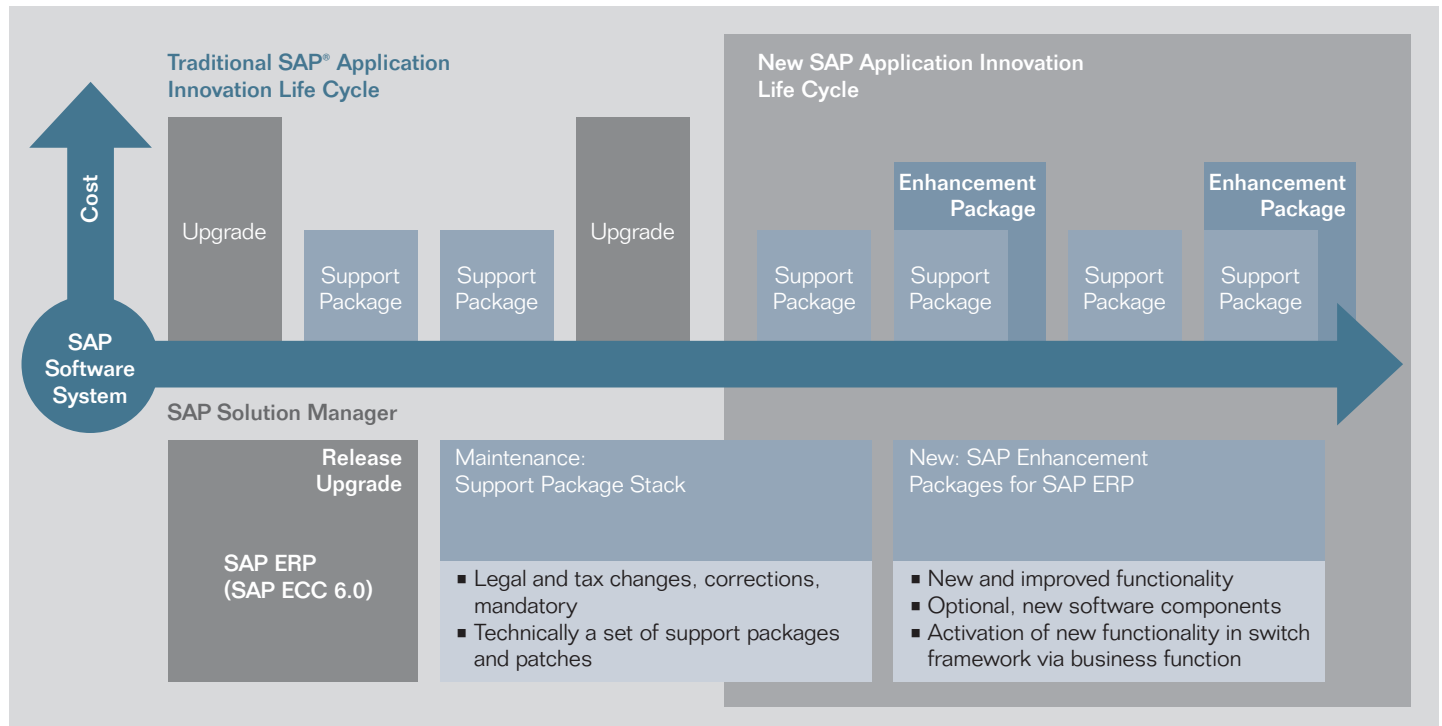 Traditional SAP® Application
Innovation Life Cycle
New SAP Application Innovation
Life Cycle
Cost
Upgrade
Support
Package
Support
Package
Upgrade
Support
Package
Enhancement
Package
Support
Package
Support
Package
Enhancement
Package
Support
Package
SAP
Software
System
SAP Solution Manager
Release
Upgrade
SAP ERP
(SAP ECC 6.0)
Maintenance:
Support Package Stack
▪ Legal and tax changes, corrections,
mandatory
▪ Technically a set of support packages
and patches
New: SAP Enhancement
Packages for SAP ERP
▪ New and improved functionality
▪ Optional, new software components
▪ Activation of new functionality in switch
framework via business function